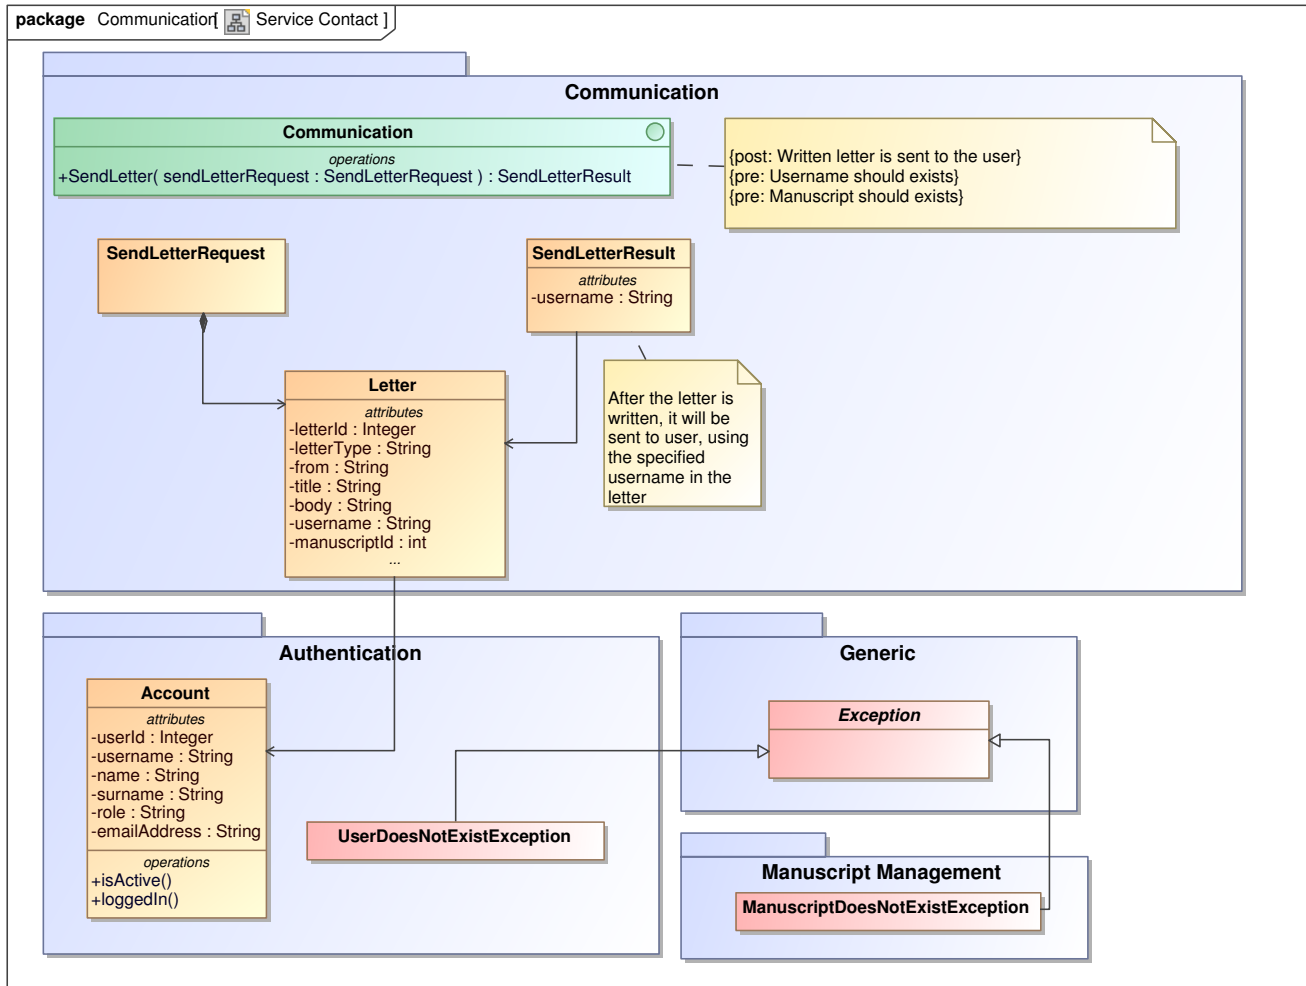 package Communication[ Service Contact ]
Communication
Communication
operations
+SendLetter( sendLetterRequest : SendLetterRequest ) : SendLetterResult
{post: Written letter is sent to the user}
{pre: Username should exists}
{pre: Manuscript should exists}
SendLetterRequest
SendLetterResult
attributes
-username : String
Letter
attributes
-letterId : Integer
-letterType : String
-from : String
-title : String
-body : String
-username : String
-manuscriptId : int
...
After the letter is
written, it will be
sent to user, using
the specified
username in the
letter
Authentication
Account
attributes
-userId : Integer
-username : String
-name : String
-surname : String
-role : String
-emailAddress : String
operations
+isActive()
+loggedIn()
UserDoesNotExistException
Generic
Exception
Manuscript Management
ManuscriptDoesNotExistException